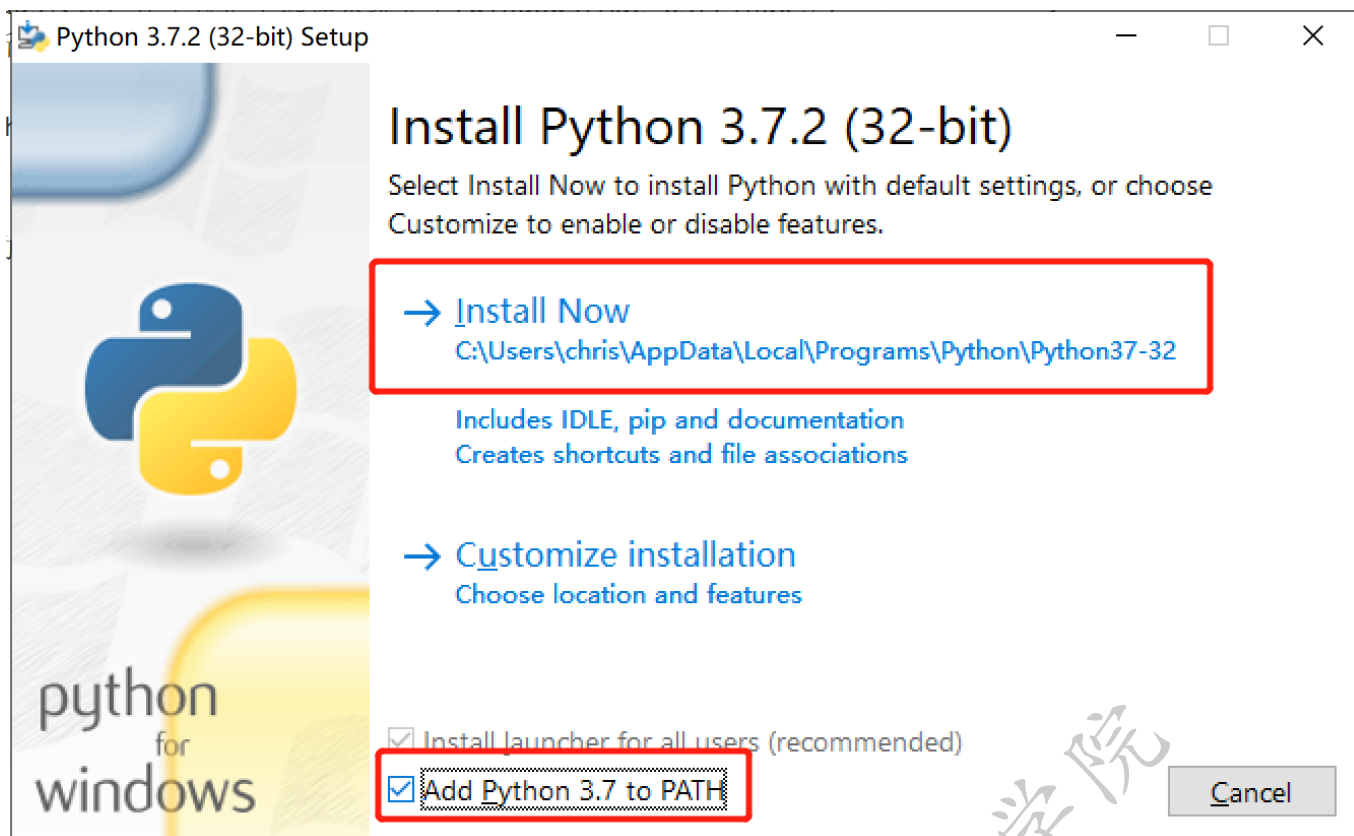 Python 3.7.2 (32-bit) Setup
Install Python 3.7.2 (32-bit)
Select Install Now to install Python with default settings, or choose
Customize to enable or disable features.
Install Now
C:\Users\chris\AppData\Local\Programs\Python\Python37-32
Includes IDLE, pip and documentation
Creates shortcuts and file associations
Customize installation
Choose location and features
python
for
windows
Install launcher for all users (recommended)
Add Python 3.7 to PATH
Cancel
学院